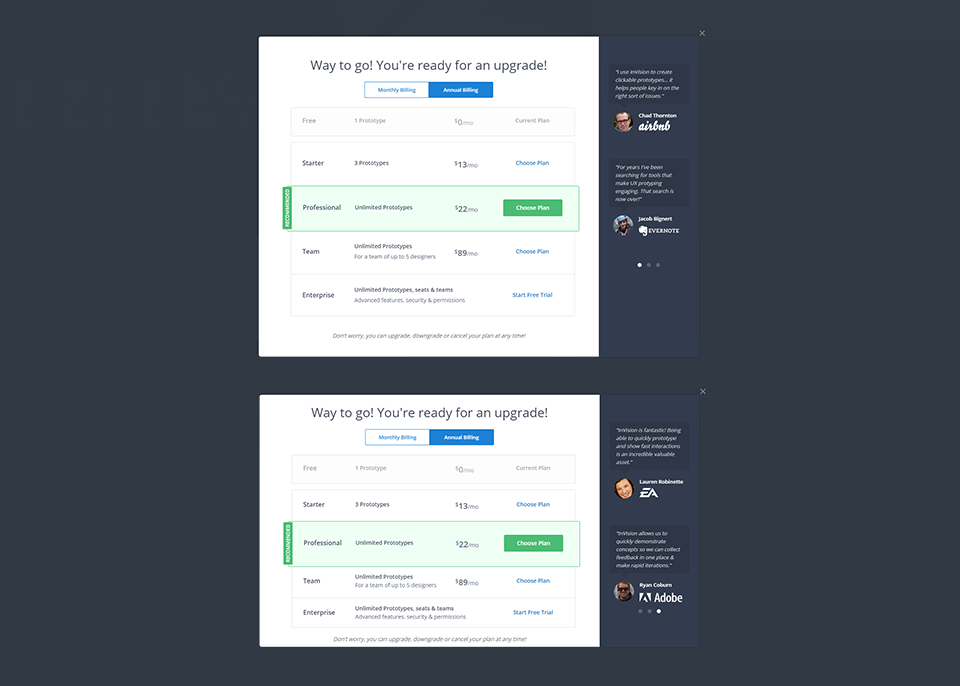 ×
Way to go! You're ready for an upgrade!
Monthly Billing Annual Billing
Free 1 Prototype $0/mo Current Plan
Starter 3 Prototypes $13/mo Choose Plan
RECOMMENDED
Professional Unlimited Prototypes $22/mo Choose Plan
Team Unlimited Prototypes $89/mo Choose Plan
For a team of up to 5 designers
Enterprise Unlimited Prototypes, seats & teams Start Free Trial
Advanced features, security & permissions
Don't worry, you can upgrade, downgrade or cancel your plan at any time!
"I use InVision to create
clickable prototypes... it
helps people key in on the
right sort of issues."
Chad Thornton
airbnb
"For years I've been
searching for tools that
make UX protyping
engaging. That search is
now over!"
Jacob Bignert
EVERNOTE
×
Way to go! You're ready for an upgrade!
Monthly Billing Annual Billing
Free 1 Prototype $0/mo Current Plan
Starter 3 Prototypes $13/mo Choose Plan
RECOMMENDED
Professional Unlimited Prototypes $22/mo Choose Plan
Team Unlimited Prototypes $89/mo Choose Plan
For a team of up to 5 designers
Enterprise Unlimited Prototypes, seats & teams Start Free Trial
Advanced features, security & permissions
Don't worry, you can upgrade, downgrade or cancel your plan at any time!
"InVision is fantastic! Being
able to quickly prototype
and show fast interactions
is an incredible valuable
asset."
Lauren Robinette
EA
"InVision allows us to
quickly demonstrate
concepts so we can collect
feedback in one place &
make rapid iterations."
Ryan Coburn
Adobe